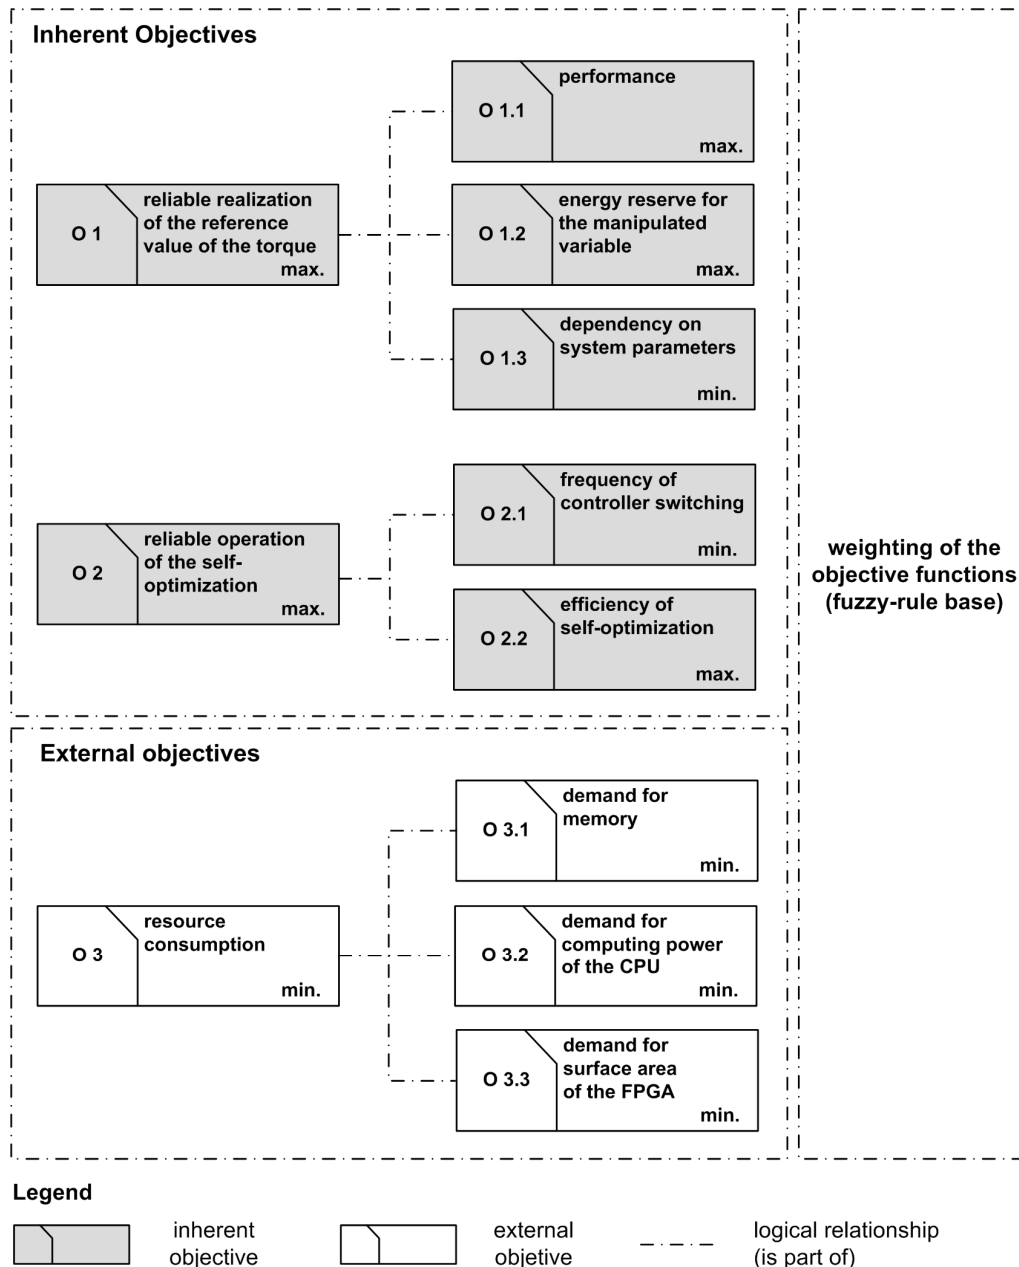 Inherent Objectives
O 1
reliable realization
of the reference
value of the torque
max.
O 1.1
performance
max.
O 1.2
energy reserve for
the manipulated
variable
max.
O 1.3
dependency on
system parameters
min.
O 2
reliable operation
of the self-
optimization
max.
O 2.1
frequency of
controller switching
min.
O 2.2
efficiency of
self-optimization
max.
External objectives
O 3
resource
consumption
min.
O 3.1
demand for
memory
min.
O 3.2
demand for
computing power
of the CPU
min.
O 3.3
demand for
surface area
of the FPGA
min.
weighting of the
objective functions
(fuzzy-rule base)
Legend
inherent
objective
external
objetive
logical relationship
(is part of)